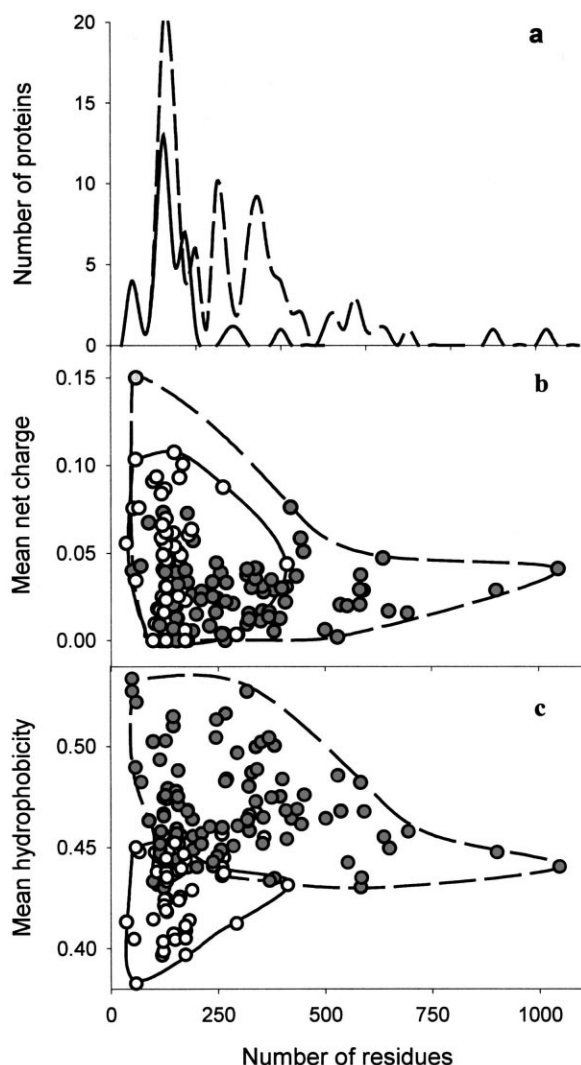 a
Number of proteins
20
15
10
5
0
b
Mean net charge
0.15
0.10
0.05
0.00
c
Mean hydrophobicity
0.50
0.45
0.40
0 250 500 750 1000
Number of residues